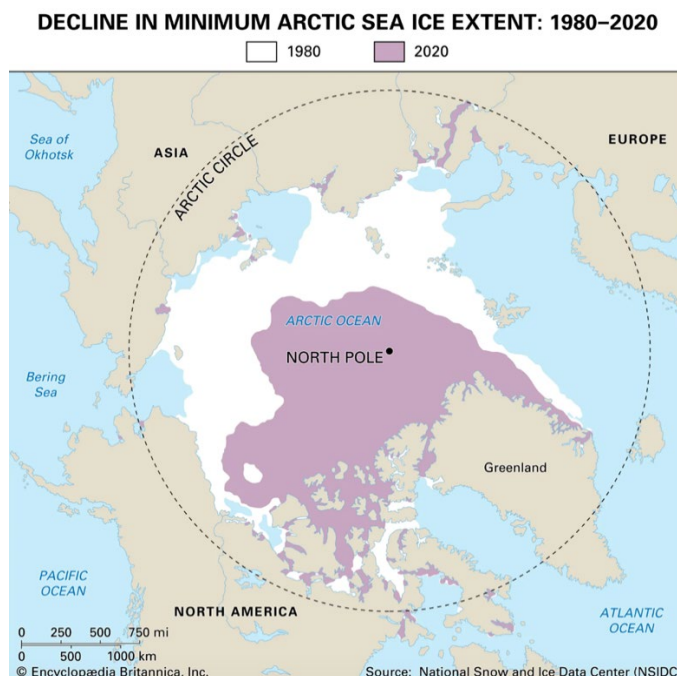 DECLINE IN MINIMUM ARCTIC SEA ICE EXTENT: 1980–2020
1980
2020
Sea of
Okhotsk
ASIA
EUROPE
ARCTIC CIRCLE
ARCTIC OCEAN
NORTH POLE
Bering
Sea
Greenland
PACIFIC
OCEAN
NORTH AMERICA
ATLANTIC
OCEAN
0 250 500 750 mi
0 500 1000 km
© Encyclopædia Britannica, Inc.
Source: National Snow and Ice Data Center (NSIDC